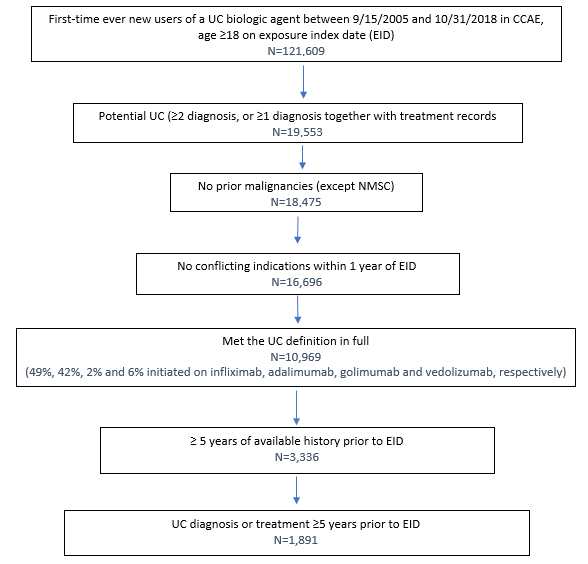 First-time ever new users of a UC biologic agent between 9/15/2005 and 10/31/2018 in CCAE,
age ≥18 on exposure index date (EID)
N=121,609
Potential UC (≥2 diagnosis, or ≥1 diagnosis together with treatment records
N=19,553
No prior malignancies (except NMSC)
N=18,475
No conflicting indications within 1 year of EID
N=16,696
Met the UC definition in full
N=10,969
(49%, 42%, 2% and 6% initiated on infliximab, adalimumab, golimumab and vedolizumab, respectively)
≥ 5 years of available history prior to EID
N=3,336
UC diagnosis or treatment ≥5 years prior to EID
N=1,891